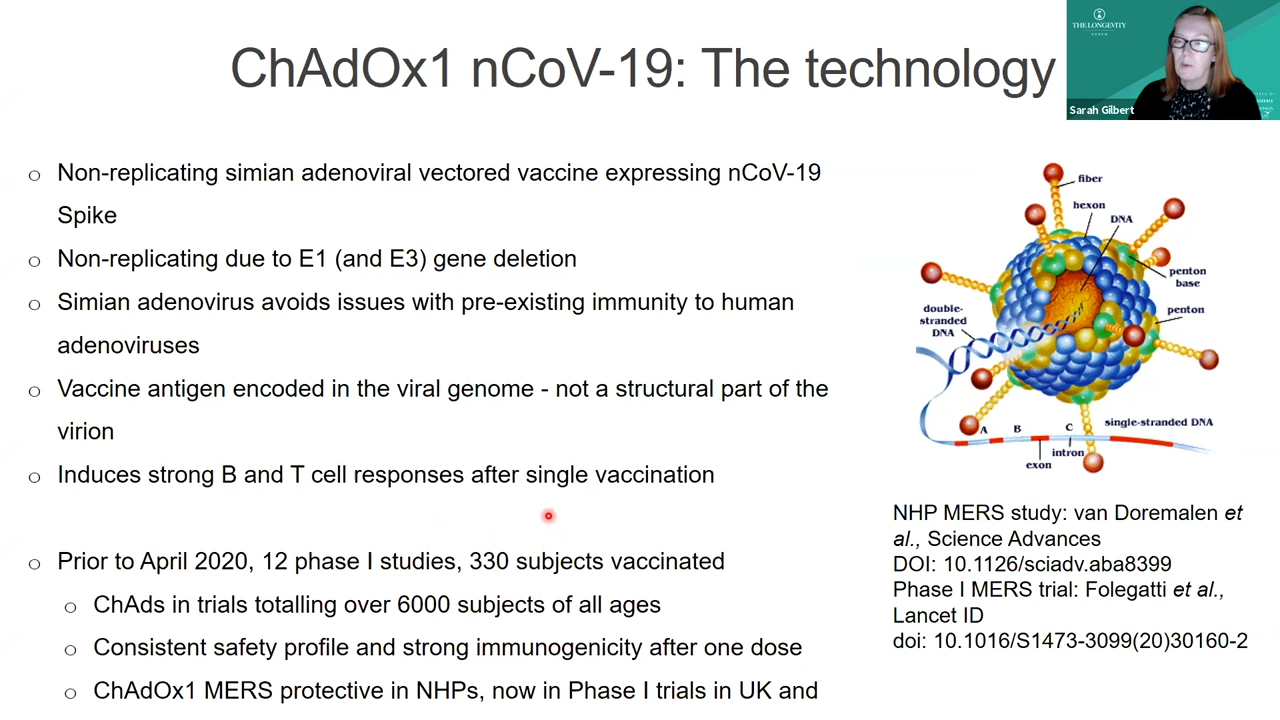 ChAdOx1 nCoV-19: The technology
THE LONGEVITY
FORUM
Sarah Gilbert
o Non-replicating simian adenoviral vectored vaccine expressing nCoV-19
Spike
o Non-replicating due to E1 (and E3) gene deletion
o Simian adenovirus avoids issues with pre-existing immunity to human
adenoviruses
o Vaccine antigen encoded in the viral genome - not a structural part of the
virion
o Induces strong B and T cell responses after single vaccination
o Prior to April 2020, 12 phase I studies, 330 subjects vaccinated
o ChAds in trials totalling over 6000 subjects of all ages
o Consistent safety profile and strong immunogenicity after one dose
o ChAdOx1 MERS protective in NHPs, now in Phase I trials in UK and
fiber
hexon
DNA
penton
base
penton
double-
stranded
DNA
single-stranded DNA
A B C
intron
exon
NHP MERS study: van Doremalen et
al., Science Advances
DOI: 10.1126/sciadv.aba8399
Phase I MERS trial: Folegatti et al.,
Lancet ID
doi: 10.1016/S1473-3099(20)30160-2